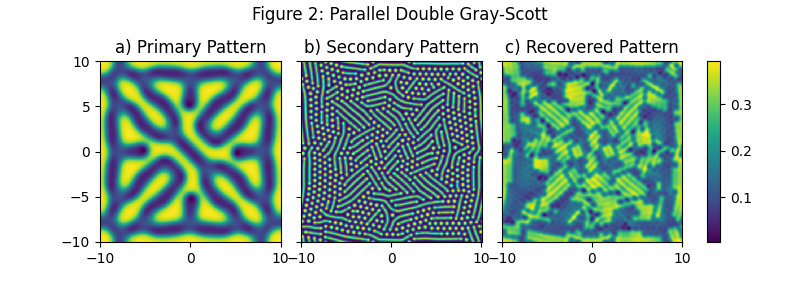 Figure 2: Parallel Double Gray-Scott
a) Primary Pattern b) Secondary Pattern c) Recovered Pattern
10
5
0
−5
−10
−10 0 10
−10 0 10
−10 0 10
0.3
0.2
0.1